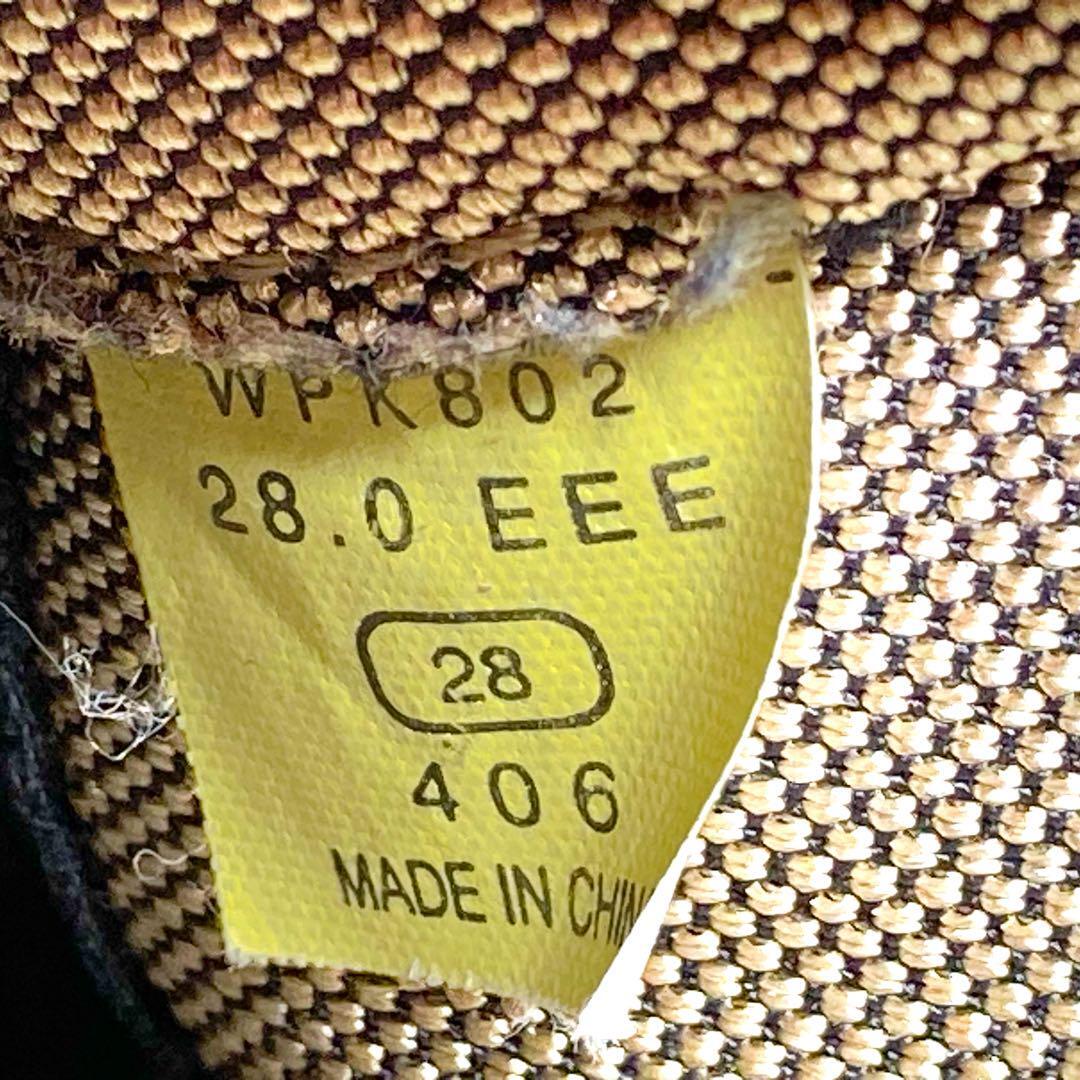 WPK802
28.0 EEE
28
406
MADE IN CHIN